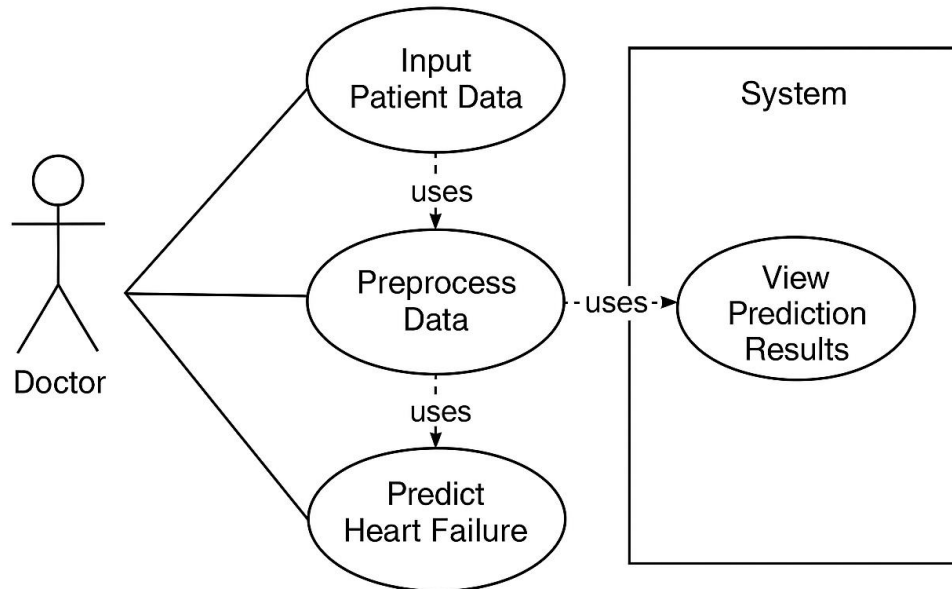 Input
Patient Data
System
uses
Preprocess
Data
uses
View
Prediction
Results
Doctor
uses
Predict
Heart Failure